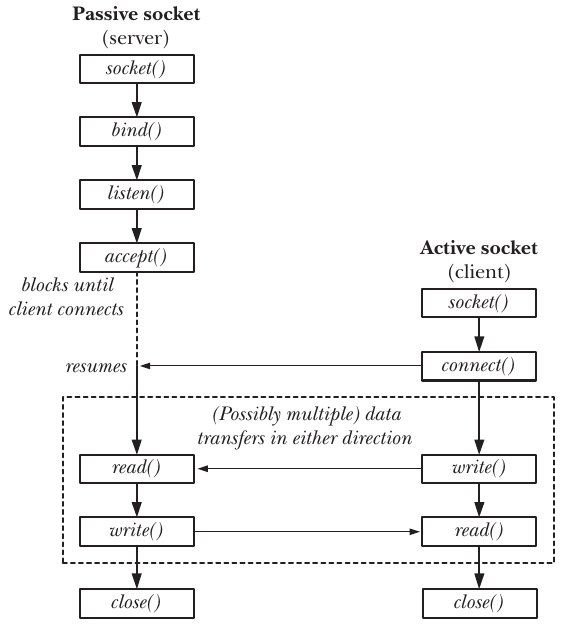 Passive socket
(server)
socket()
bind()
listen()
accept()
blocks until
client connects
resumes
Active socket
(client)
socket()
connect()
(Possibly multiple) data
transfers in either direction
read()
write()
write()
read()
close()
close()